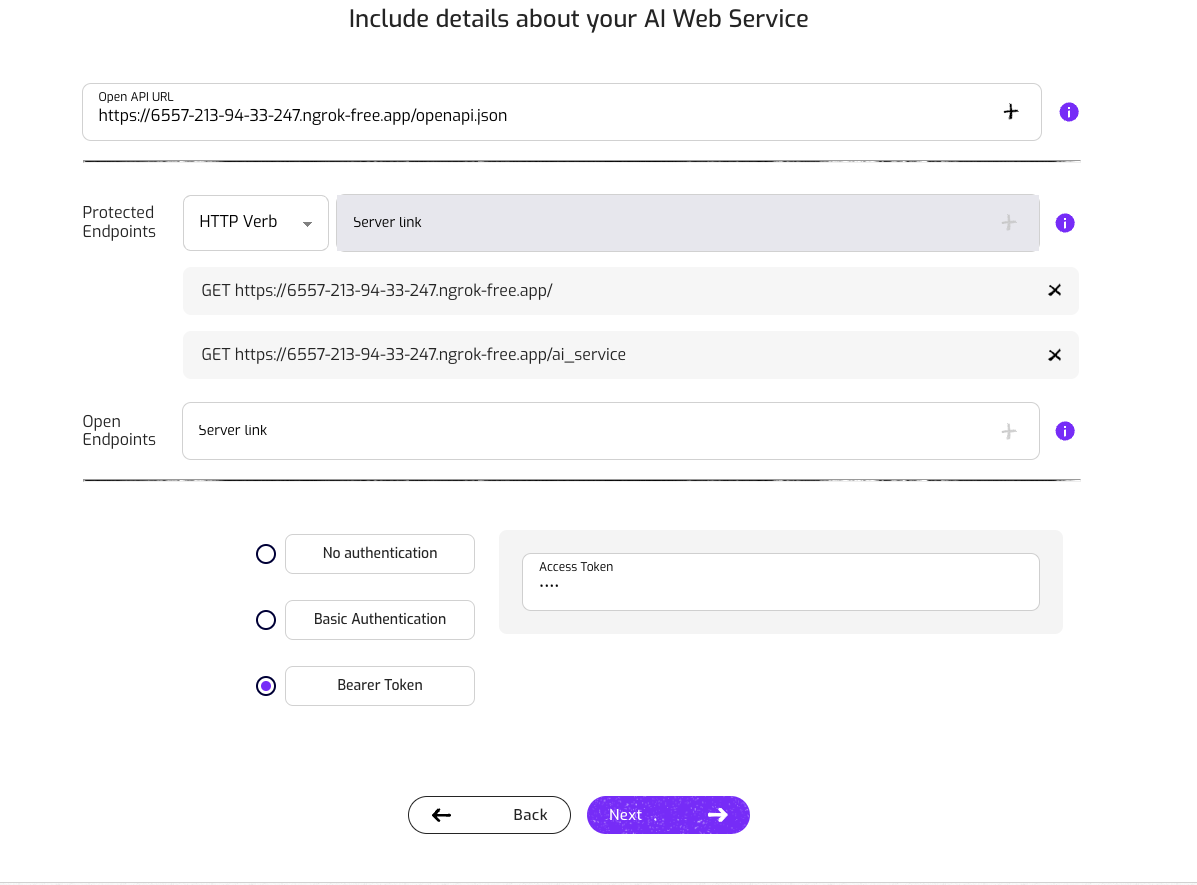 Include details about your AI Web Service
Open API URL
https://6557-213-94-33-247.ngrok-free.app/openapi.json
Protected
Endpoints
HTTP Verb
Server link
GET https://6557-213-94-33-247.ngrok-free.app/
GET https://6557-213-94-33-247.ngrok-free.app/ai_service
Open
Endpoints
Server link
No authentication
Access Token
····
Basic Authentication
Bearer Token
Back
Next